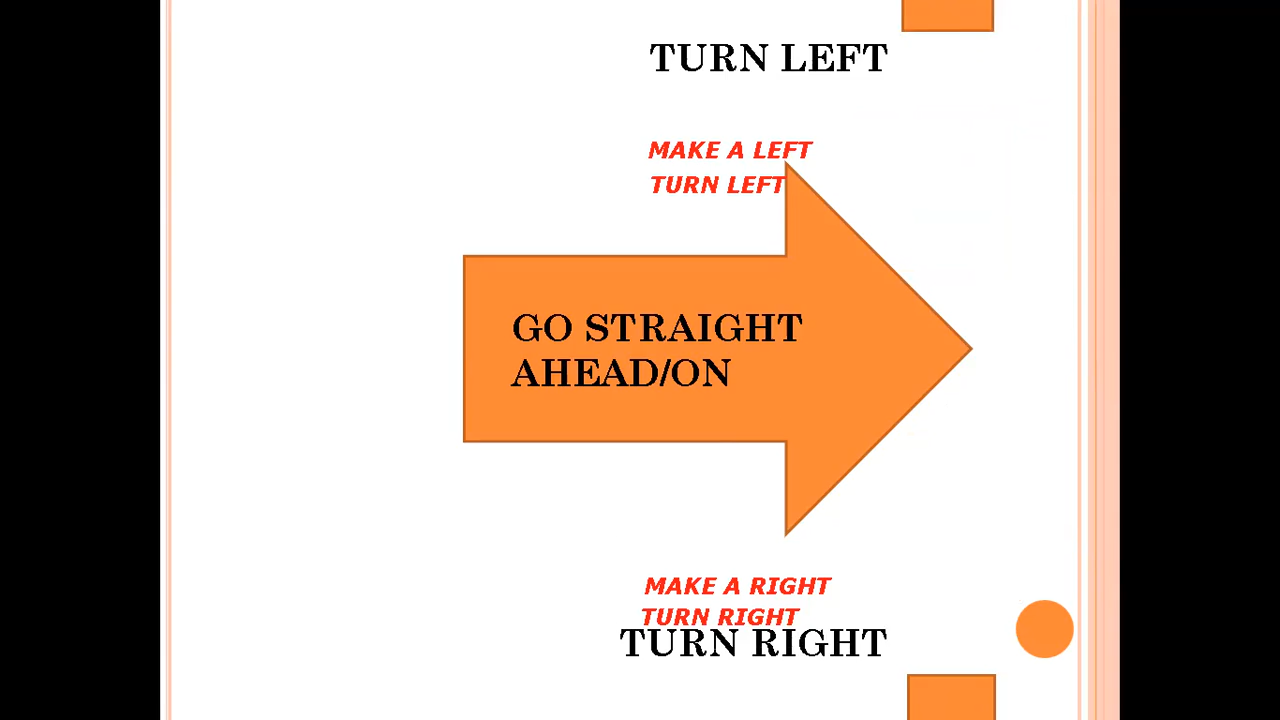 TURN LEFT
MAKE A LEFT
TURN LEFT
GO STRAIGHT
AHEAD/ON
MAKE A RIGHT
TURN RIGHT
TURN RIGHT